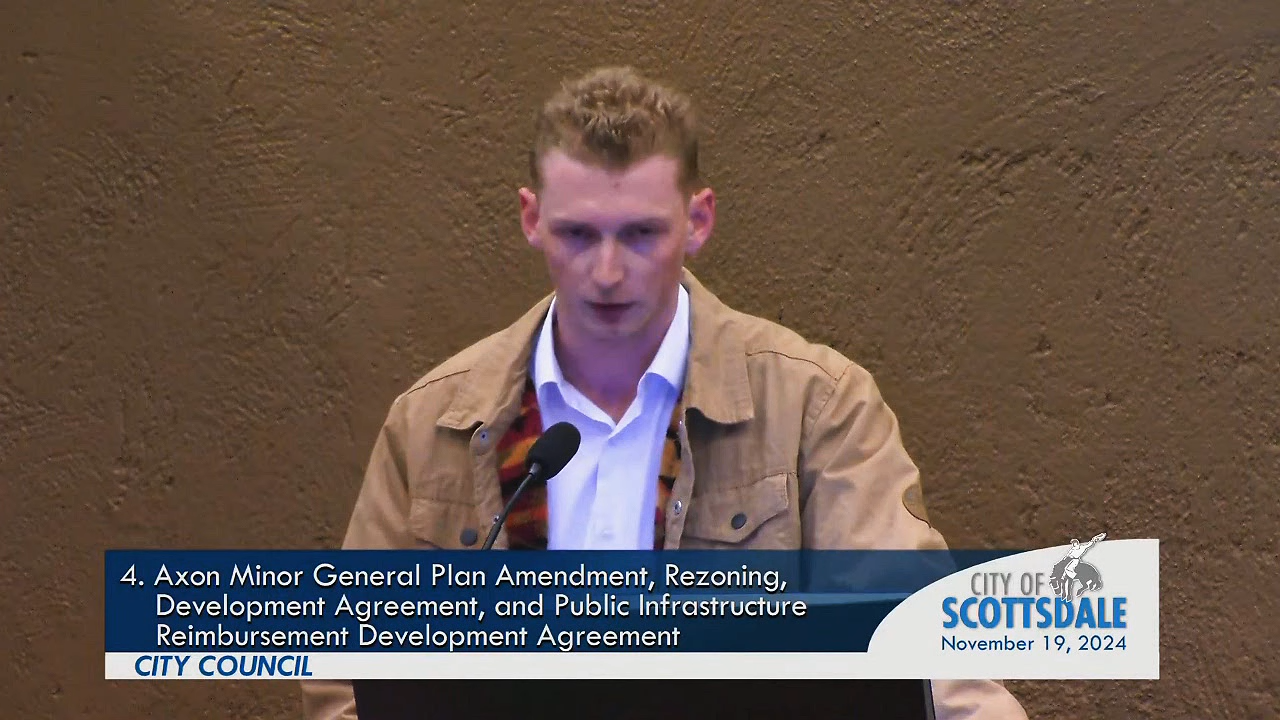 4. Axon Minor General Plan Amendment, Rezoning,
Development Agreement, and Public Infrastructure
Reimbursement Development Agreement
CITY COUNCIL
CITY OF
SCOTTSDALE
November 19, 2024